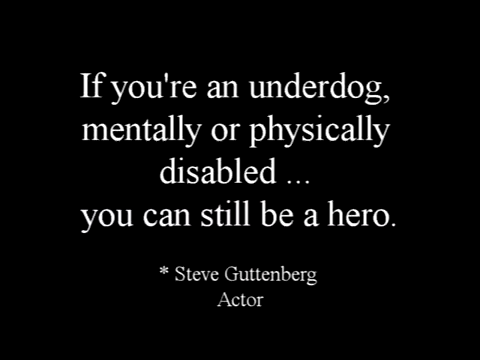 If you're an underdog,
mentally or physically
disabled ...
you can still be a hero.
* Steve Guttenberg
Actor